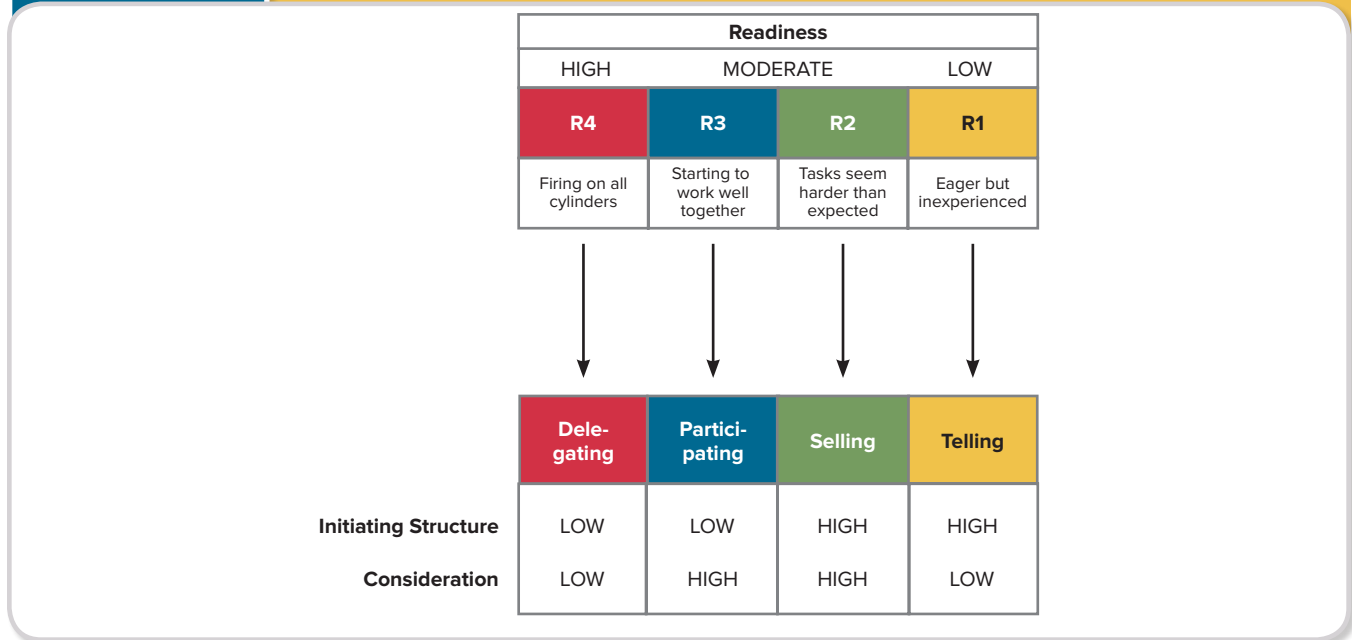 Readiness
HIGH MODERATE LOW
R4 R3 R2 R1
Firing on all
cylinders
Starting to
work well
together
Tasks seem
harder than
expected
Eager but
inexperienced
Dele-
gating
Partici-
pating
Selling
Telling
Initiating Structure LOW LOW HIGH HIGH
Consideration LOW HIGH HIGH LOW